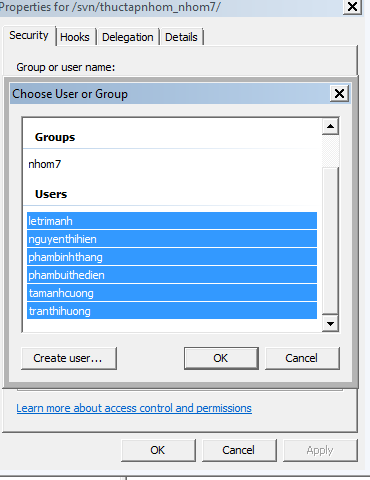 Properties for /svn/thuctapnhom_nhom7/
Security Hooks Delegation Details
Group or user name:
Choose User or Group
Groups
nhom7
Users
letrimanh
nguyenthihien
phambinhthang
phambuithedien
tamanhcuong
tranthihuong
Create user... OK Cancel
Learn more about access control and permissions
OK Cancel Apply